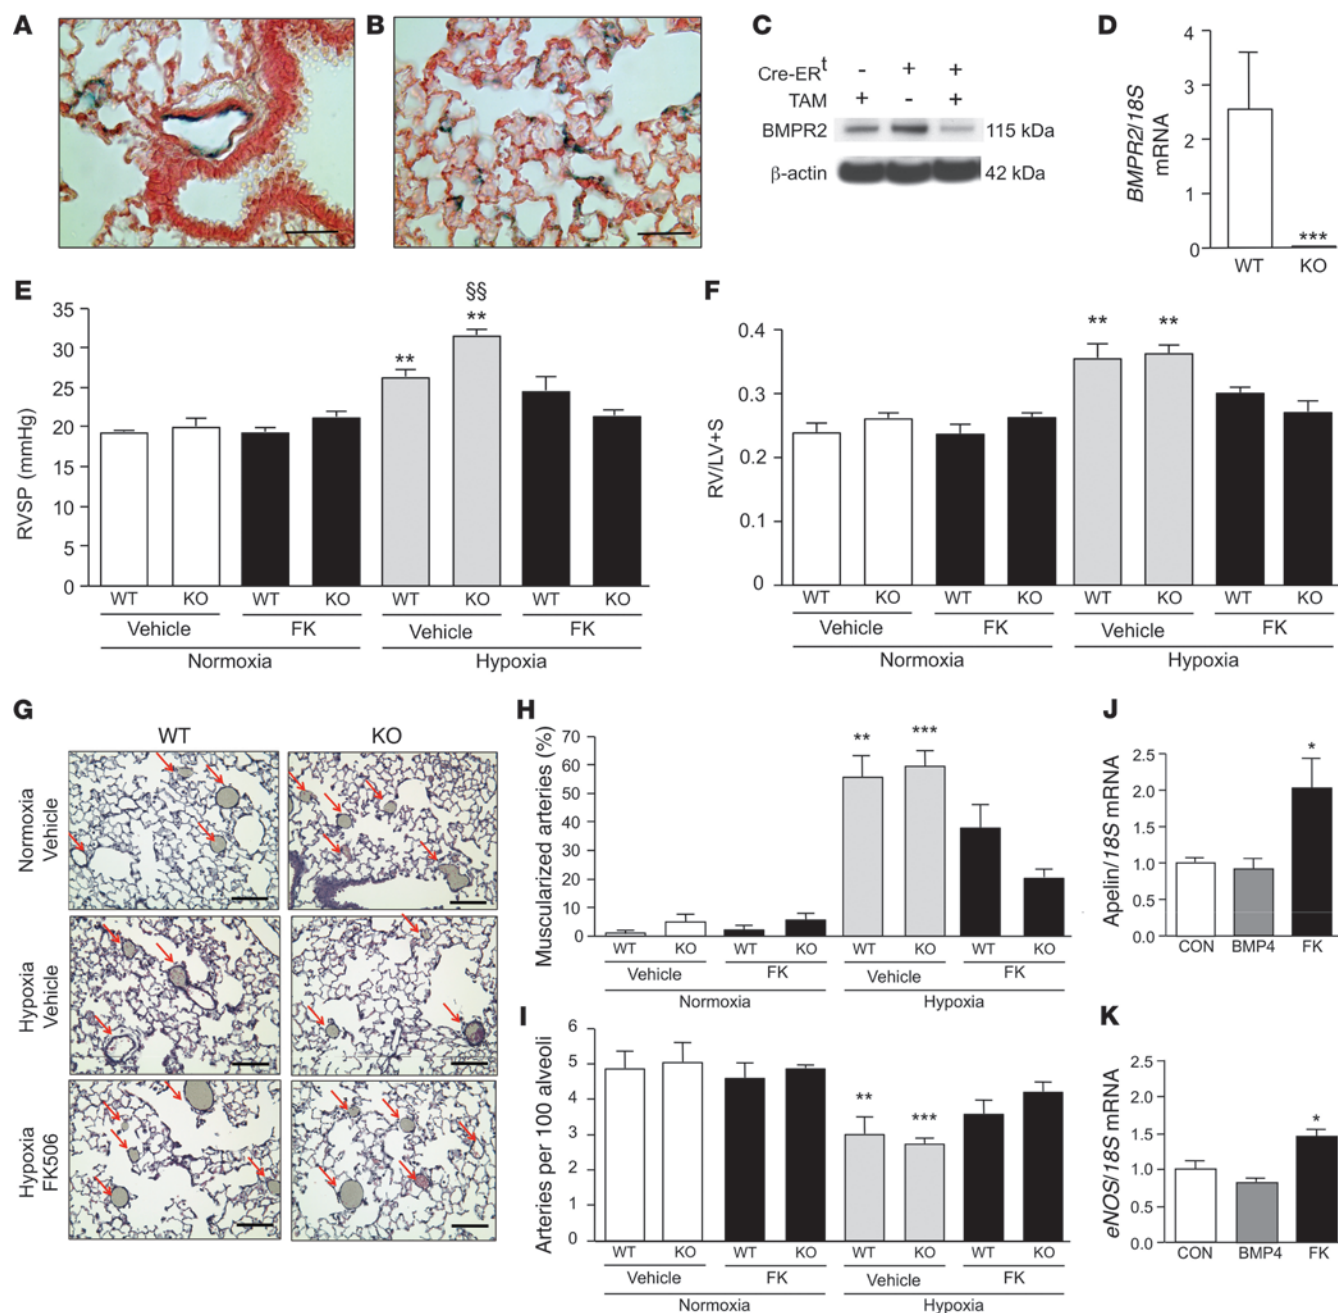 A
B
C
Cre-ERt - + +
TAM + - +
BMPR2 115 kDa
β-actin 42 kDa
D
BMPR2/18S
mRNA
4
3
2
1
0
***
WT KO
E
RVSP (mmHg)
35
30
25
20
15
10
5
0
**
§§
**
WT KO WT KO WT KO WT KO
Vehicle FK Vehicle FK
Normoxia Hypoxia
F
RV/LV+S
0.4
0.3
0.2
0.1
0
** **
WT KO WT KO WT KO WT KO
Vehicle FK Vehicle FK
Normoxia Hypoxia
G
WT KO
Normoxia
Vehicle
Hypoxia
Vehicle
Hypoxia
FK506
H
Muscularized arteries (%)
70
60
50
40
30
20
10
0
** ***
WT KO WT KO WT KO WT KO
Vehicle FK Vehicle FK
Normoxia Hypoxia
I
Arteries per 100 alveoli
6
5
4
3
2
1
0
** ***
WT KO WT KO WT KO WT KO
Vehicle FK Vehicle FK
Normoxia Hypoxia
J
Apelin/18S mRNA
2.5
2.0
1.5
1.0
0.5
0.0
*
CON BMP4 FK
K
eNOS/18S mRNA
2.5
2.0
1.5
1.0
0.5
0.0
*
CON BMP4 FK